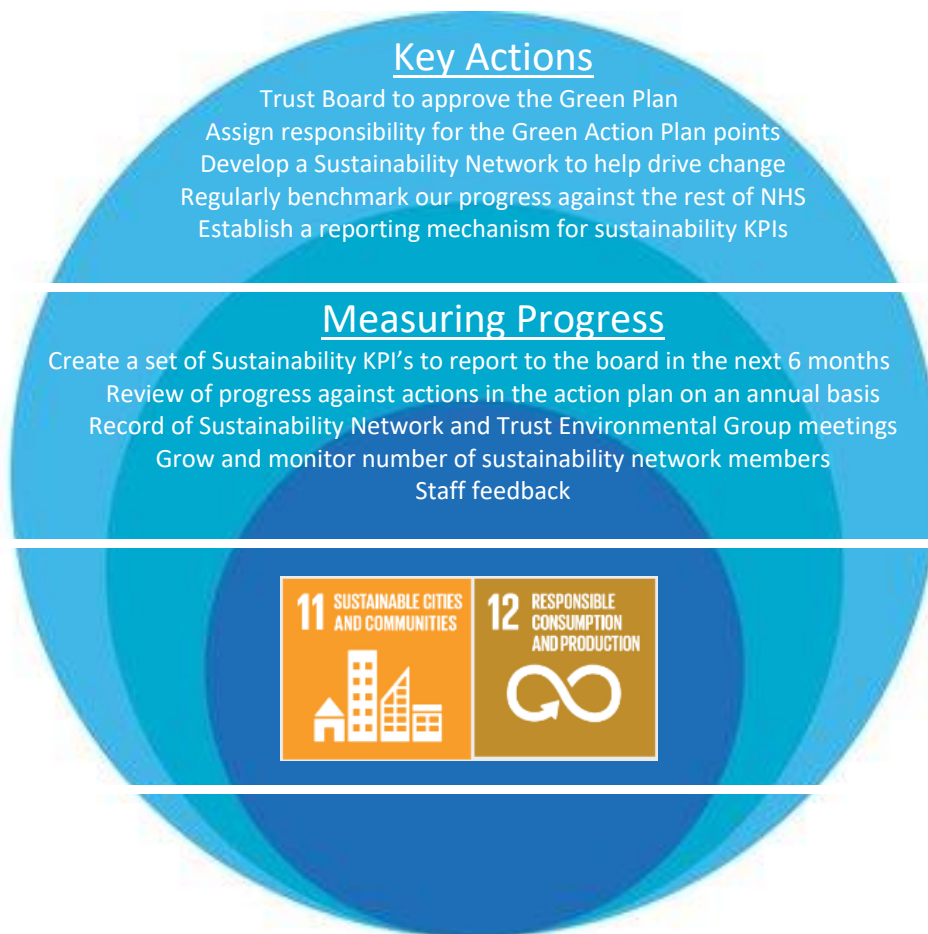 Key Actions
Trust Board to approve the Green Plan
Assign responsibility for the Green Action Plan points
Develop a Sustainability Network to help drive change
Regularly benchmark our progress against the rest of NHS
Establish a reporting mechanism for sustainability KPIs
Measuring Progress
Create a set of Sustainability KPI's to report to the board in the next 6 months
Review of progress against actions in the action plan on an annual basis
Record of Sustainability Network and Trust Environmental Group meetings
Grow and monitor number of sustainability network members
Staff feedback
11 SUSTAINABLE CITIES
AND COMMUNITIES
12 RESPONSIBLE
CONSUMPTION
AND PRODUCTION